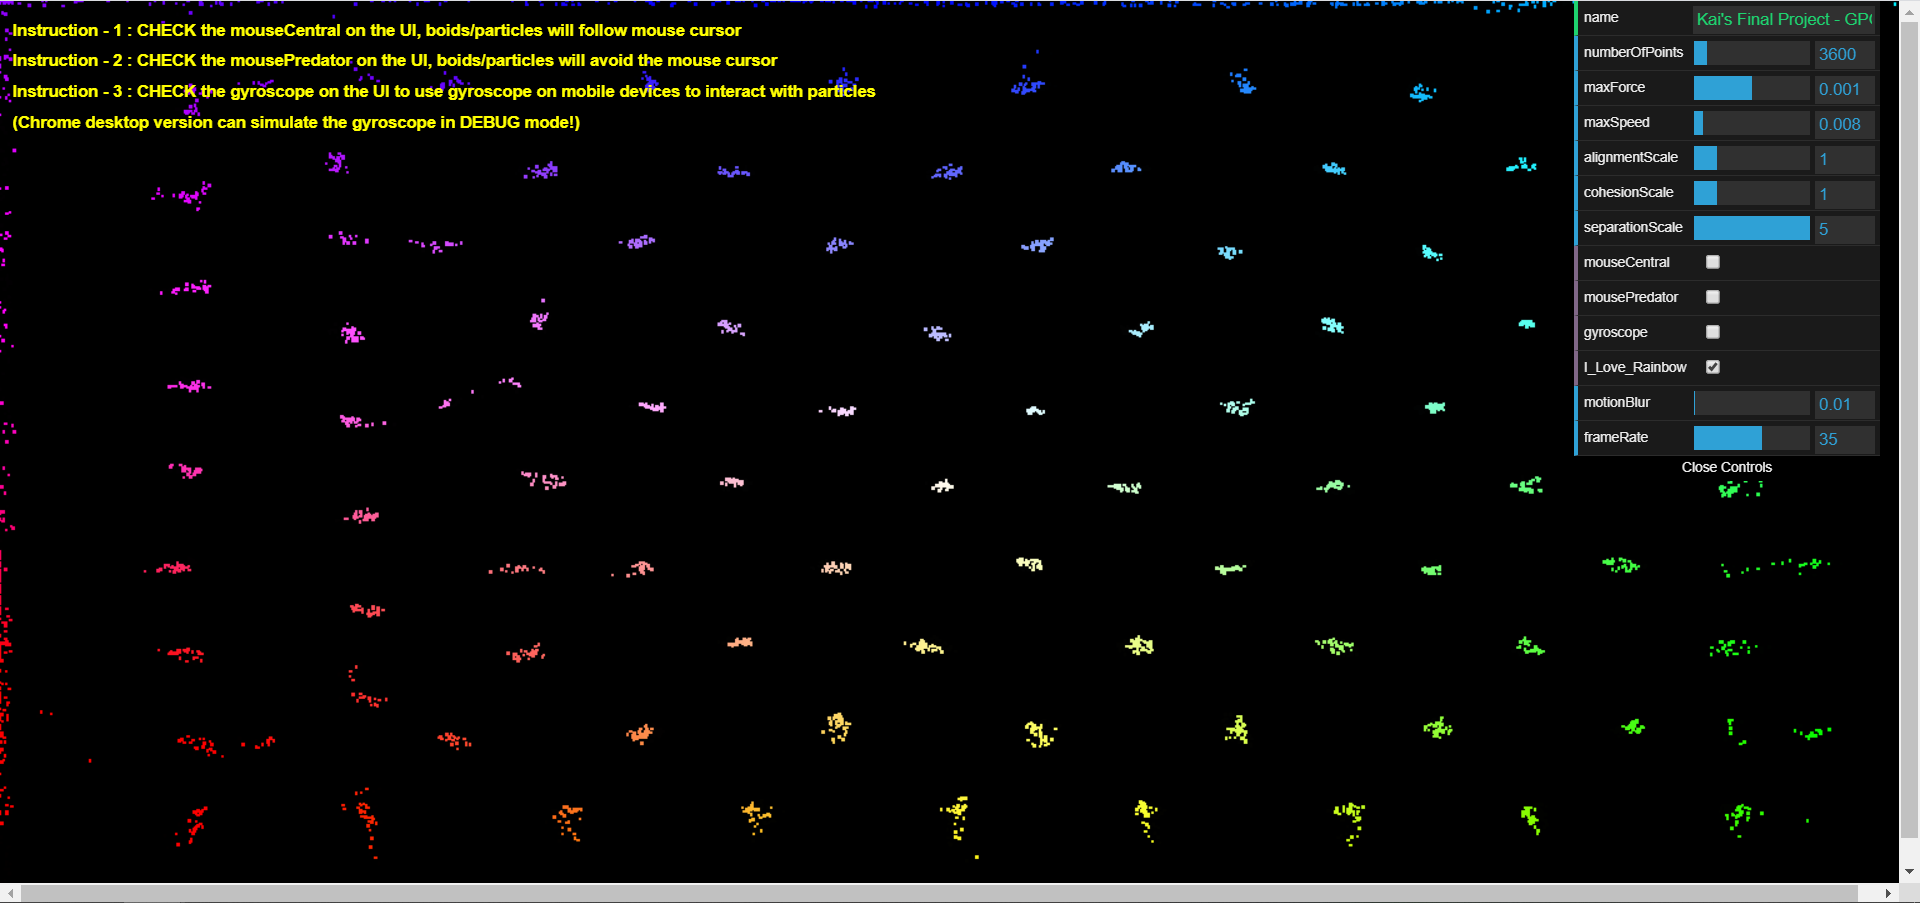 Instruction - 1 : CHECK the mouseCentral on the UI, boids/particles will follow mouse cursor
Instruction - 2 : CHECK the mousePredator on the UI, boids/particles will avoid the mouse cursor
Instruction - 3 : CHECK the gyroscope on the UI to use gyroscope on mobile devices to interact with particles
(Chrome desktop version can simulate the gyroscope in DEBUG mode!)
name Kai's Final Project - GP
numberOfPoints 3600
maxForce 0.001
maxSpeed 0.008
alignmentScale 1
cohesionScale 1
separationScale 5
mouseCentral
mousePredator
gyroscope
I_Love_Rainbow
motionBlur 0.01
frameRate 35
Close Controls